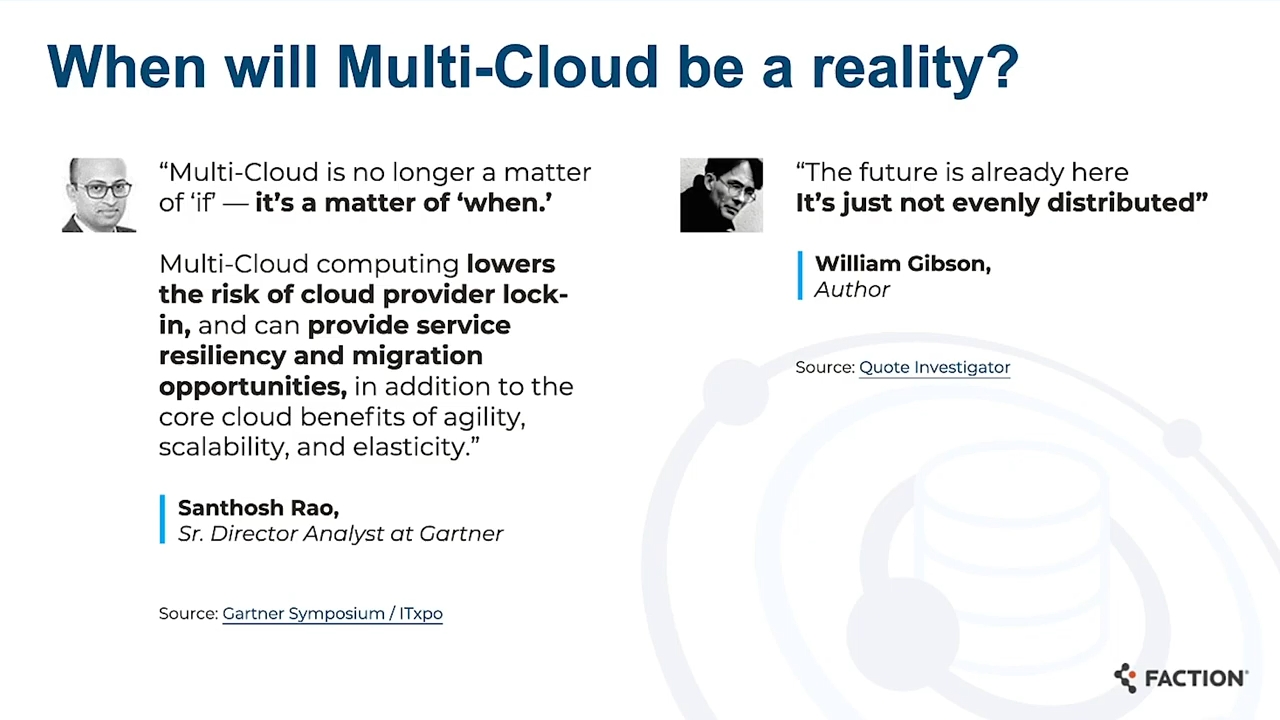 When will Multi-Cloud be a reality?
“Multi-Cloud is no longer a matter
of ‘if’ — it’s a matter of ‘when.’
Multi-Cloud computing lowers
the risk of cloud provider lock-
in, and can provide service
resiliency and migration
opportunities, in addition to the
core cloud benefits of agility,
scalability, and elasticity.”
Santhosh Rao,
Sr. Director Analyst at Gartner
Source: Gartner Symposium / ITxpo
“The future is already here
It’s just not evenly distributed”
William Gibson,
Author
Source: Quote Investigator
FACTION®